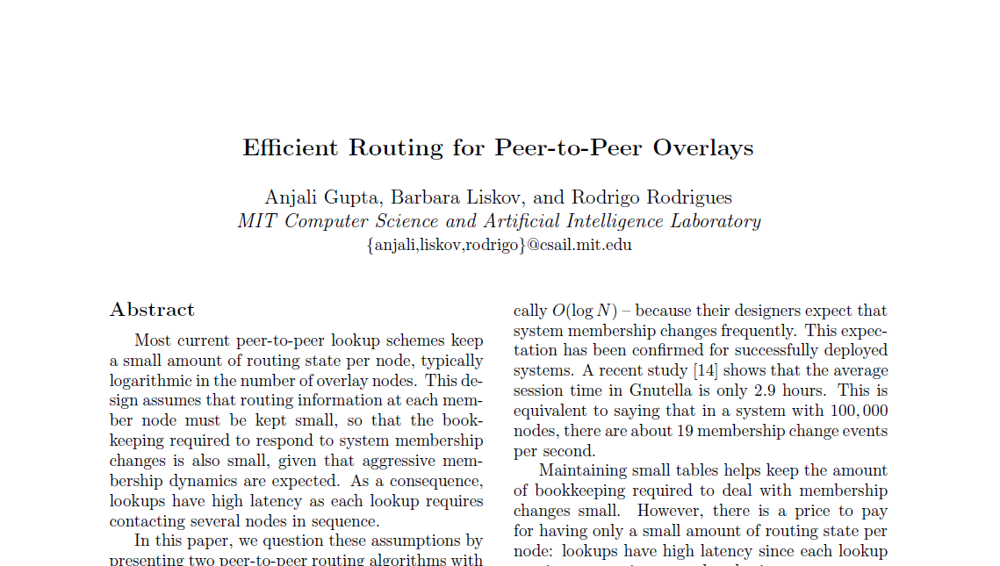 Efficient Routing for Peer-to-Peer Overlays
Anjali Gupta, Barbara Liskov, and Rodrigo Rodrigues
MIT Computer Science and Artificial Intelligence Laboratory
{anjali,liskov,rodrigo}@csail.mit.edu
Abstract
Most current peer-to-peer lookup schemes keep
a small amount of routing state per node, typically
logarithmic in the number of overlay nodes. This de-
sign assumes that routing information at each mem-
ber node must be kept small, so that the book-
keeping required to respond to system membership
changes is also small, given that aggressive mem-
bership dynamics are expected. As a consequence,
lookups have high latency as each lookup requires
contacting several nodes in sequence.
In this paper, we question these assumptions by
presenting two peer-to-peer routing algorithms with
cally O(log N) – because their designers expect that
system membership changes frequently. This expec-
tation has been confirmed for successfully deployed
systems. A recent study [14] shows that the average
session time in Gnutella is only 2.9 hours. This is
equivalent to saying that in a system with 100,000
nodes, there are about 19 membership change events
per second.
Maintaining small tables helps keep the amount
of bookkeeping required to deal with membership
changes small. However, there is a price to pay
for having only a small amount of routing state per
node: lookups have high latency since each lookup